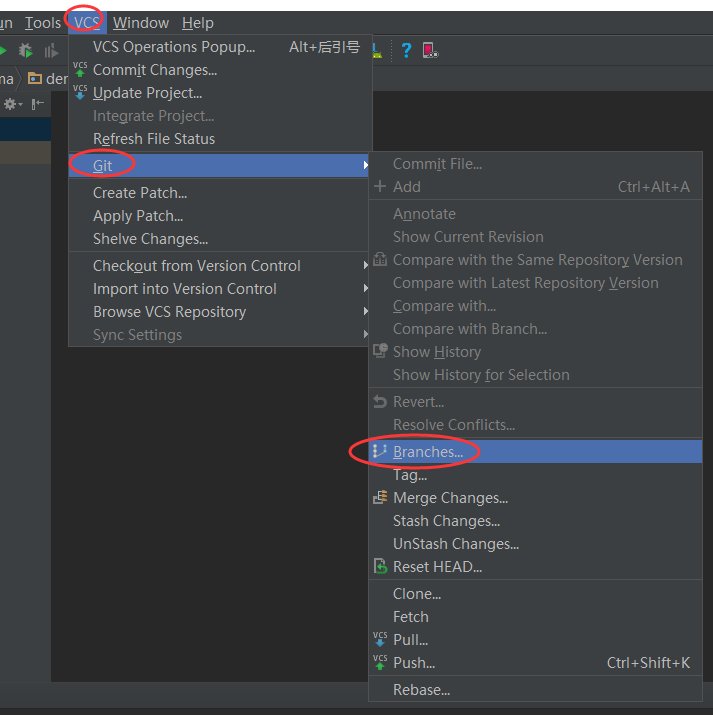 un Tools VCS Window Help
VCS Operations Popup... Alt+后引号
VCS Commit Changes...
VCS Update Project...
Integrate Project...
Refresh File Status
Git
Create Patch...
Apply Patch...
Shelve Changes...
Checkout from Version Control
Import into Version Control
Browse VCS Repository
Sync Settings
ma der
?
Commit File...
Add Ctrl+Alt+A
Annotate
Show Current Revision
Compare with the Same Repository Version
Compare with Latest Repository Version
Compare with...
Compare with Branch...
Show History
Show History for Selection
Revert...
Resolve Conflicts...
Branches...
Tag...
Merge Changes...
Stash Changes...
UnStash Changes...
Reset HEAD...
Clone...
Fetch
VCS Pull...
VCS Push... Ctrl+Shift+K
Rebase...